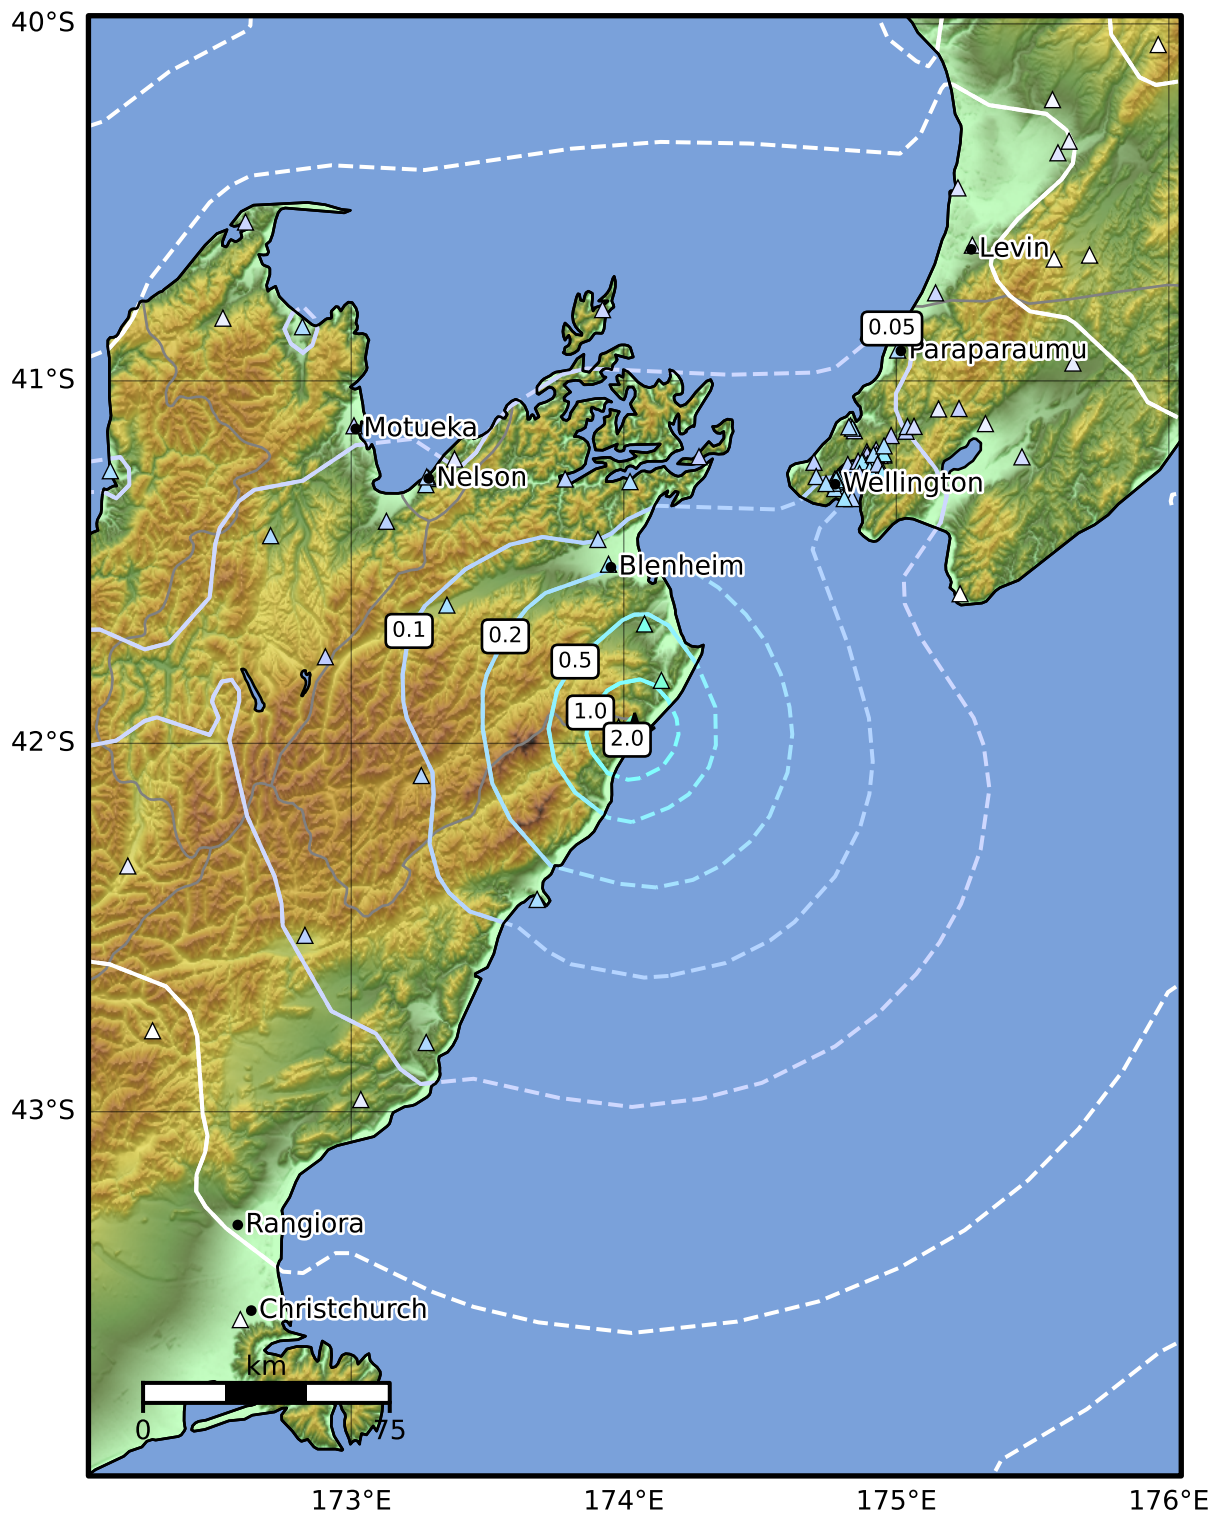 40°S
Levin
0.05
Paraparaumu
41°S
Motueka
Nelson
Wellington
Blenheim
0.1
0.2
0.5
1.0
2.0
42°S
43°S
Rangiora
Christchurch
km
0 75
173°E 174°E 175°E 176°E